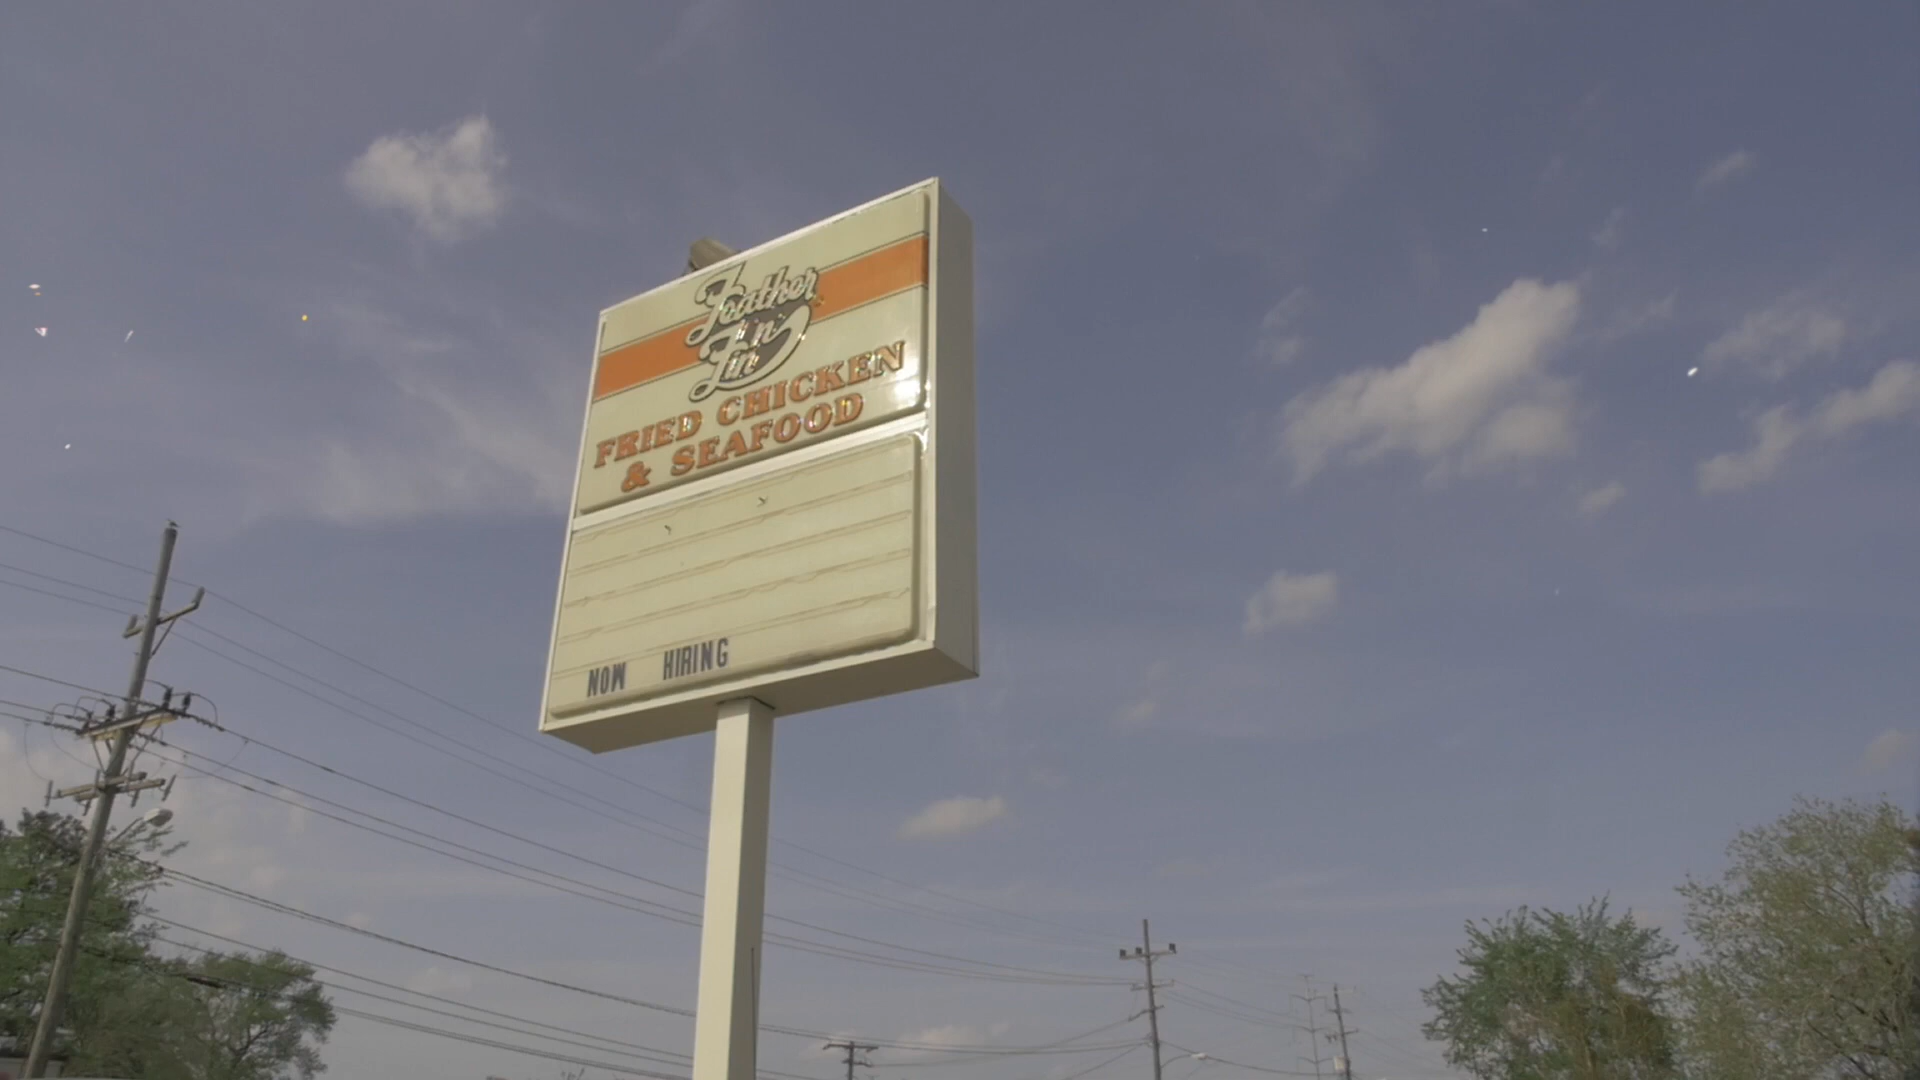 Feather
'n
Fin
FRIED CHICKEN
& SEAFOOD
NOW HIRING